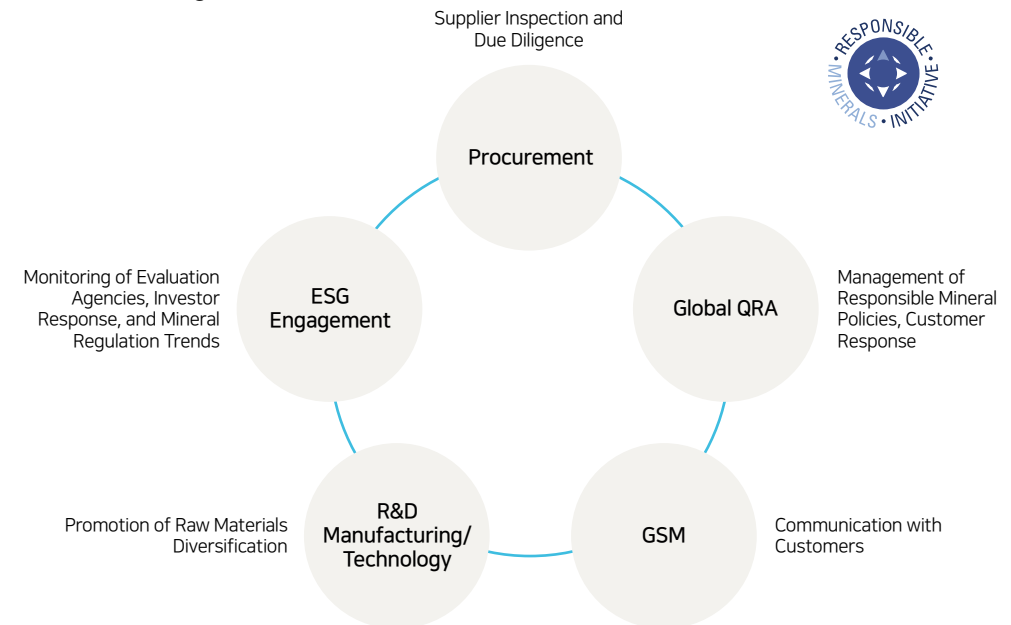 Supplier Inspection and
Due Diligence
• RESPONSIBLE •
MINERALS • INITIATIVE
Procurement
Monitoring of Evaluation
Agencies, Investor
Response, and Mineral
Regulation Trends
ESG
Engagement
Global QRA
Management of
Responsible Mineral
Policies, Customer
Response
Promotion of Raw Materials
Diversification
R&D
Manufacturing/
Technology
GSM
Communication with
Customers